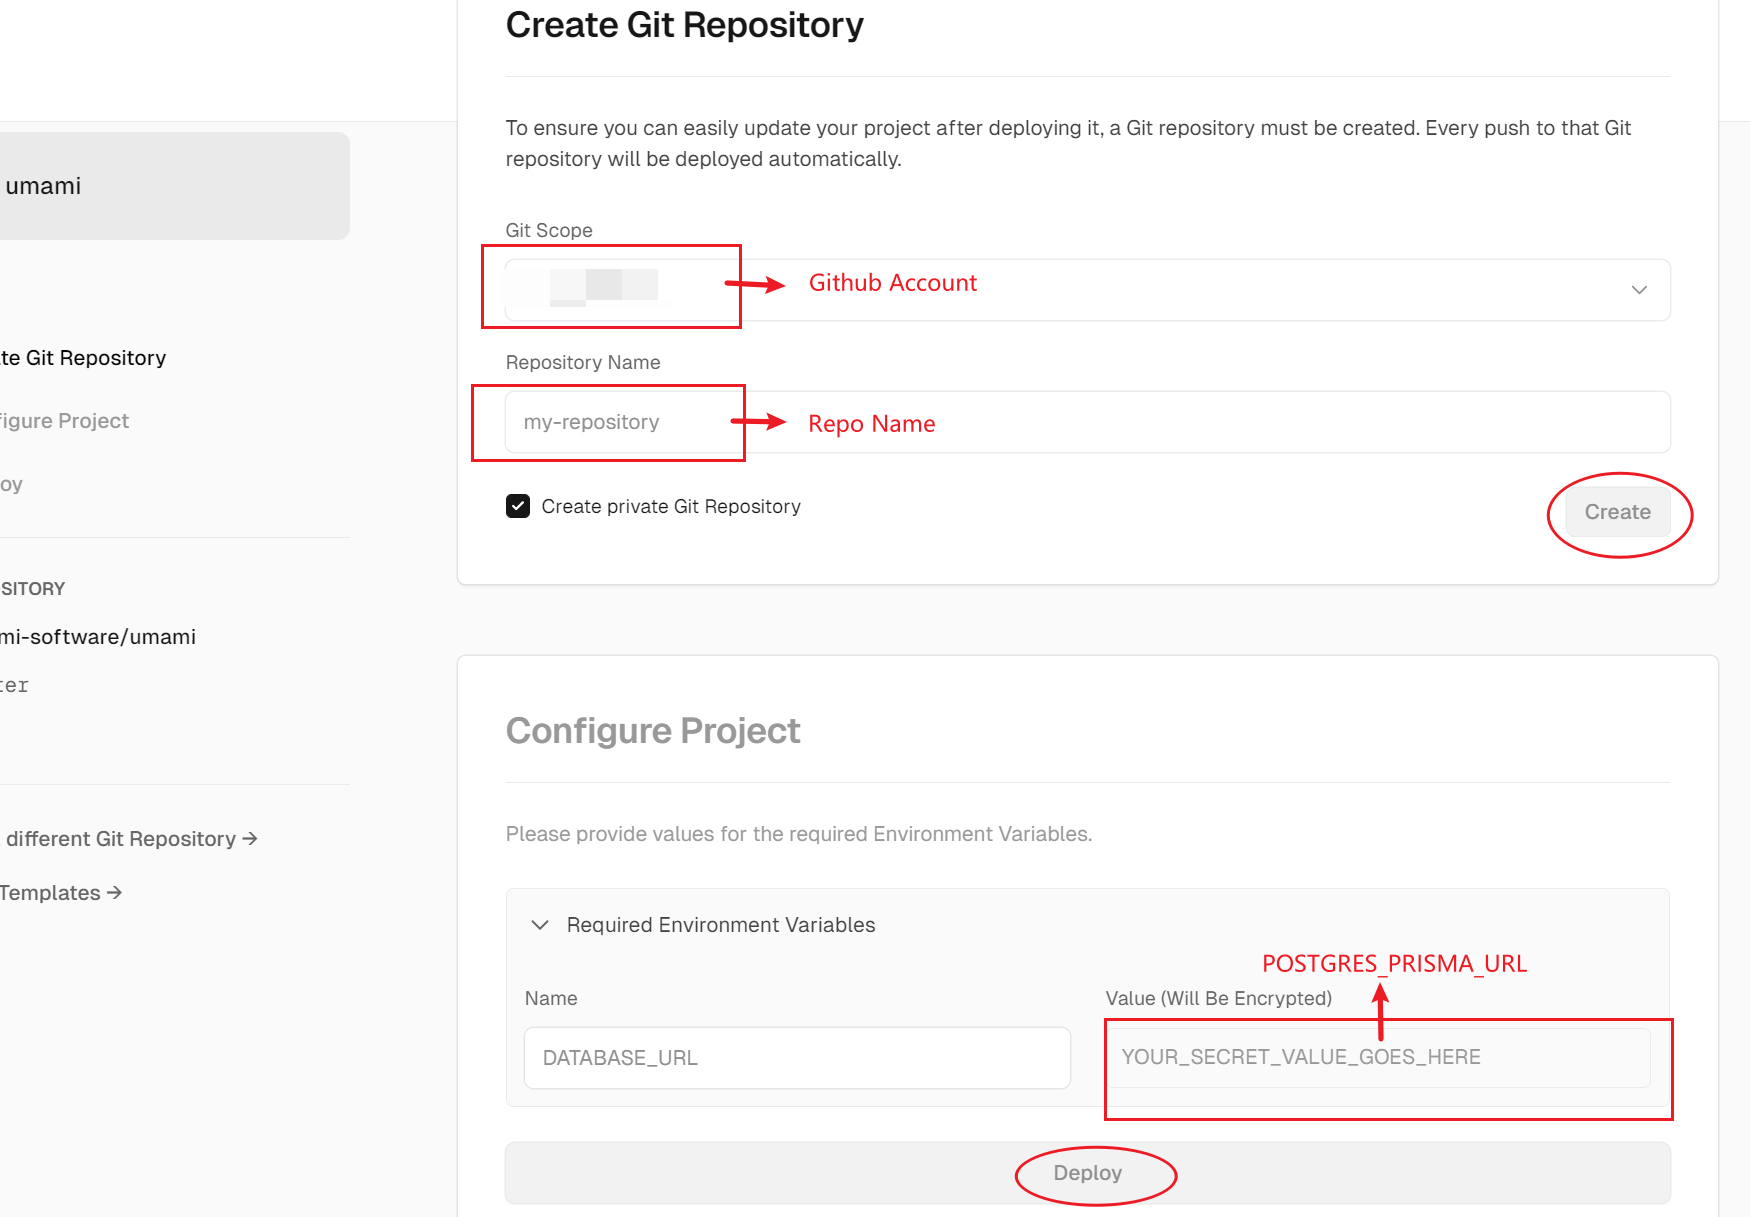 Create Git Repository
To ensure you can easily update your project after deploying it, a Git repository must be created. Every push to that Git
repository will be deployed automatically.
umami
Git Scope
Github Account
te Git Repository
Repository Name
figure Project
my-repository
Repo Name
oy
Create private Git Repository
Create
SITORY
mi-software/umami
ter
Configure Project
different Git Repository →
Please provide values for the required Environment Variables.
Templates →
Required Environment Variables
POSTGRES_PRISMA_URL
Name
Value (Will Be Encrypted)
DATABASE_URL
YOUR_SECRET_VALUE_GOES_HERE
Deploy